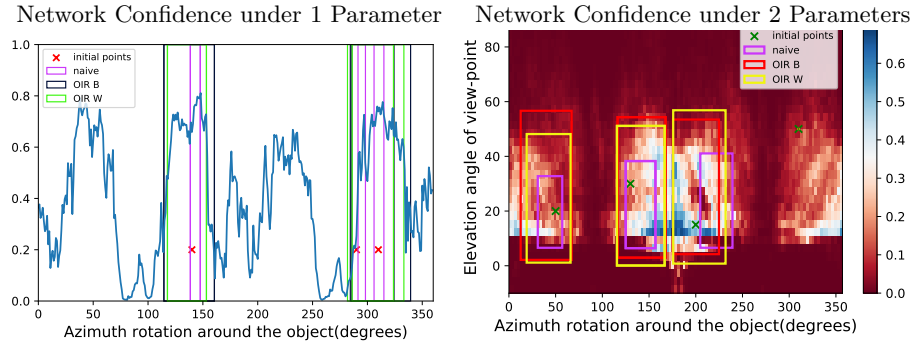 Network Confidence under 1 Parameter
1.0
0.8
0.6
0.4
0.2
0.0
initial points
naive
OIR B
OIR W
0 50 100 150 200 250 300 350
Azimuth rotation around the object(degrees)
Network Confidence under 2 Parameters
Elevation angle of view-point
80
60
40
20
0
initial points
naive
OIR B
OIR W
0 50 100 150 200 250 300 350
Azimuth rotation around the object(degrees)
0.6
0.5
0.4
0.3
0.2
0.1
0.0